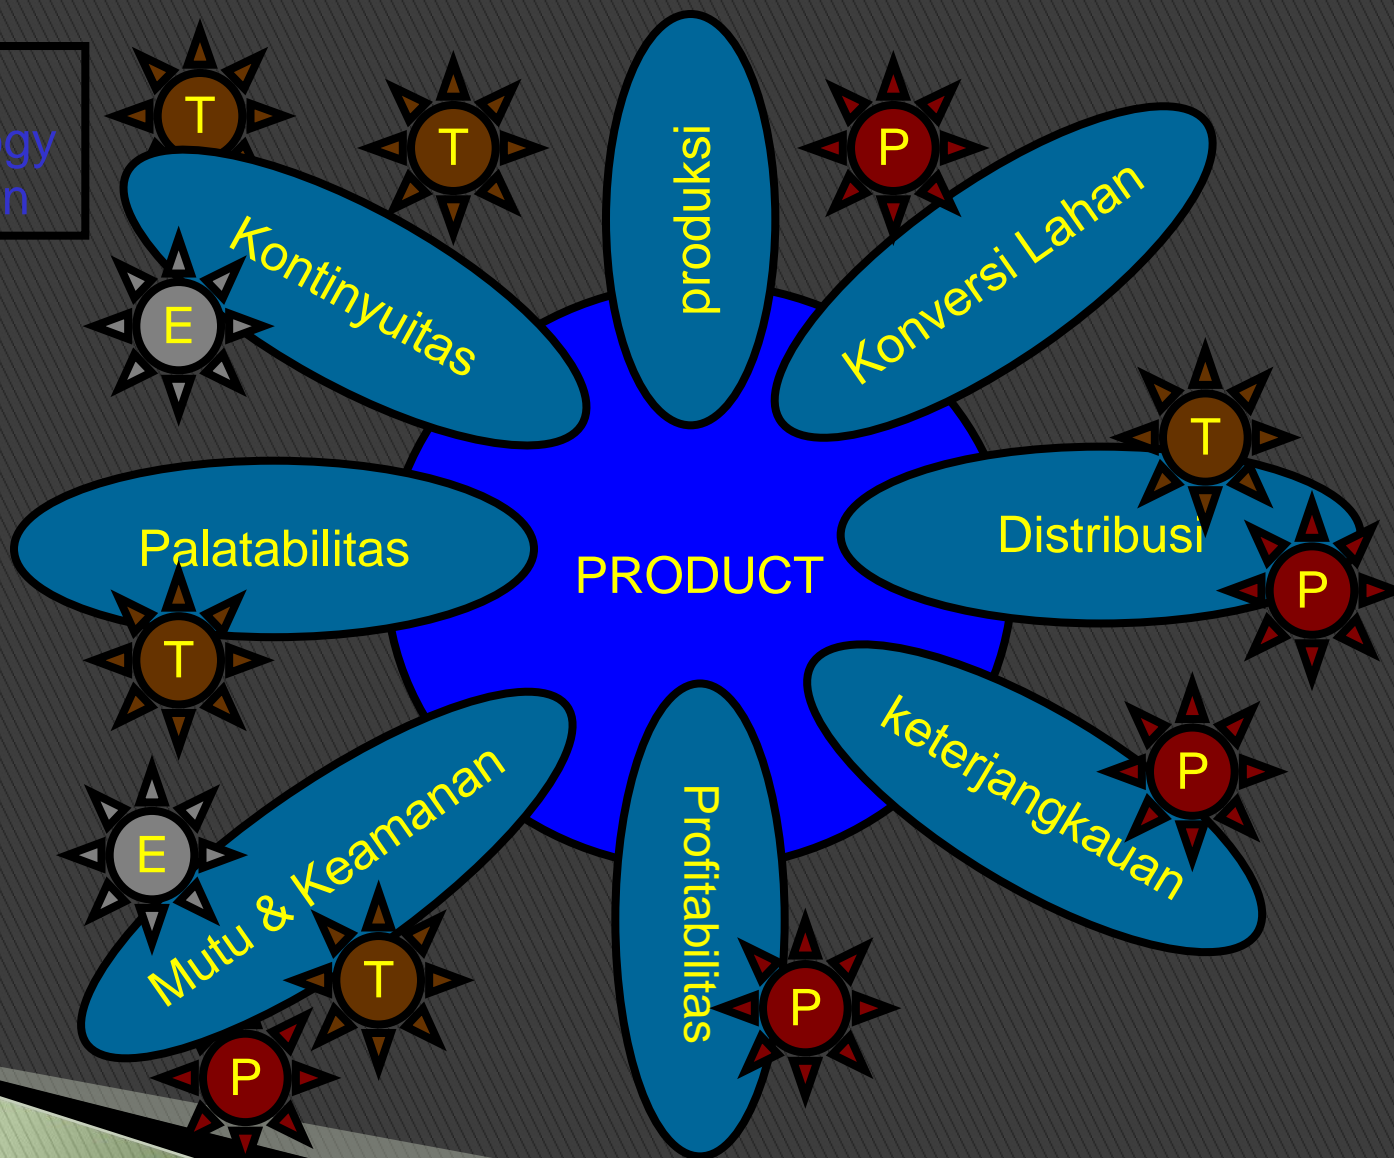 T
T
produksi
P
Konversi Lahan
Kontinyuitas
E
T
Distribusi
P
Palatabilitas
T
PRODUCT
keterjangkauan
P
E
Mutu & Keamanan
T
P
Profitabilitas
P